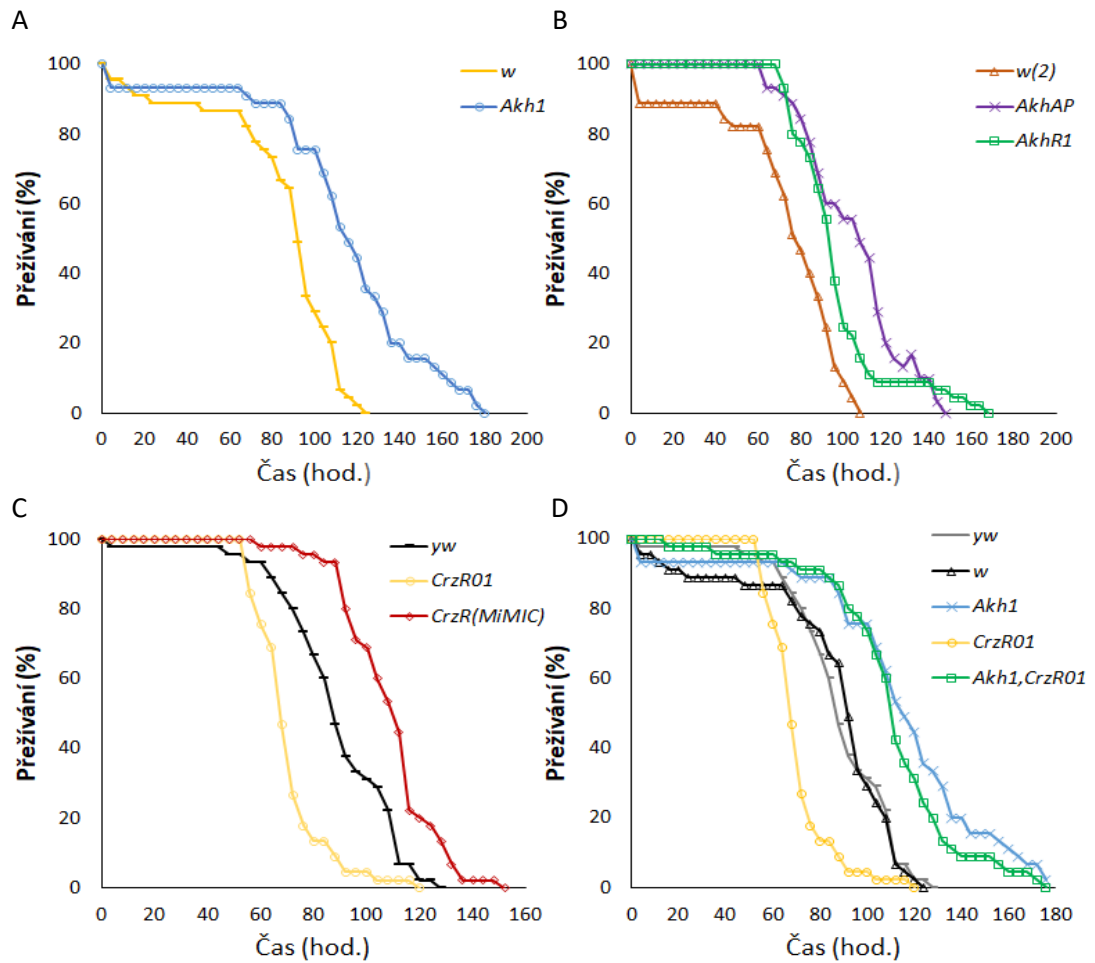 A
Přežívání (%)
100
80
60
40
20
0
0 20 40 60 80 100 120 140 160 180 200
Čas (hod.)
w
Akh1
B
Přežívání (%)
100
80
60
40
20
0
0 20 40 60 80 100 120 140 160 180 200
Čas (hod.)
w(2)
AkhAP
AkhR1
C
Přežívání (%)
100
80
60
40
20
0
0 20 40 60 80 100 120 140 160
Čas (hod.)
yw
CrzR01
CrzR(MiMIC)
D
Přežívání (%)
100
80
60
40
20
0
0 20 40 60 80 100 120 140 160 180
Čas (hod.)
yw
w
Akh1
CrzR01
Akh1,CrzR01